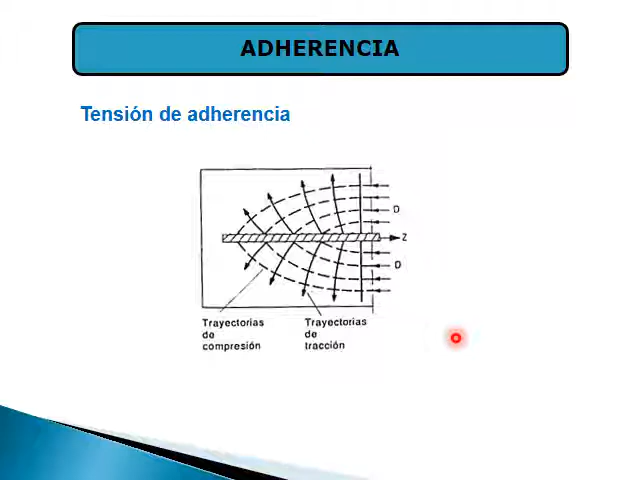 ADHERENCIA
Tensión de adherencia
D
Z
D
Trayectorias
de
compresión
Trayectorias
de
tracción